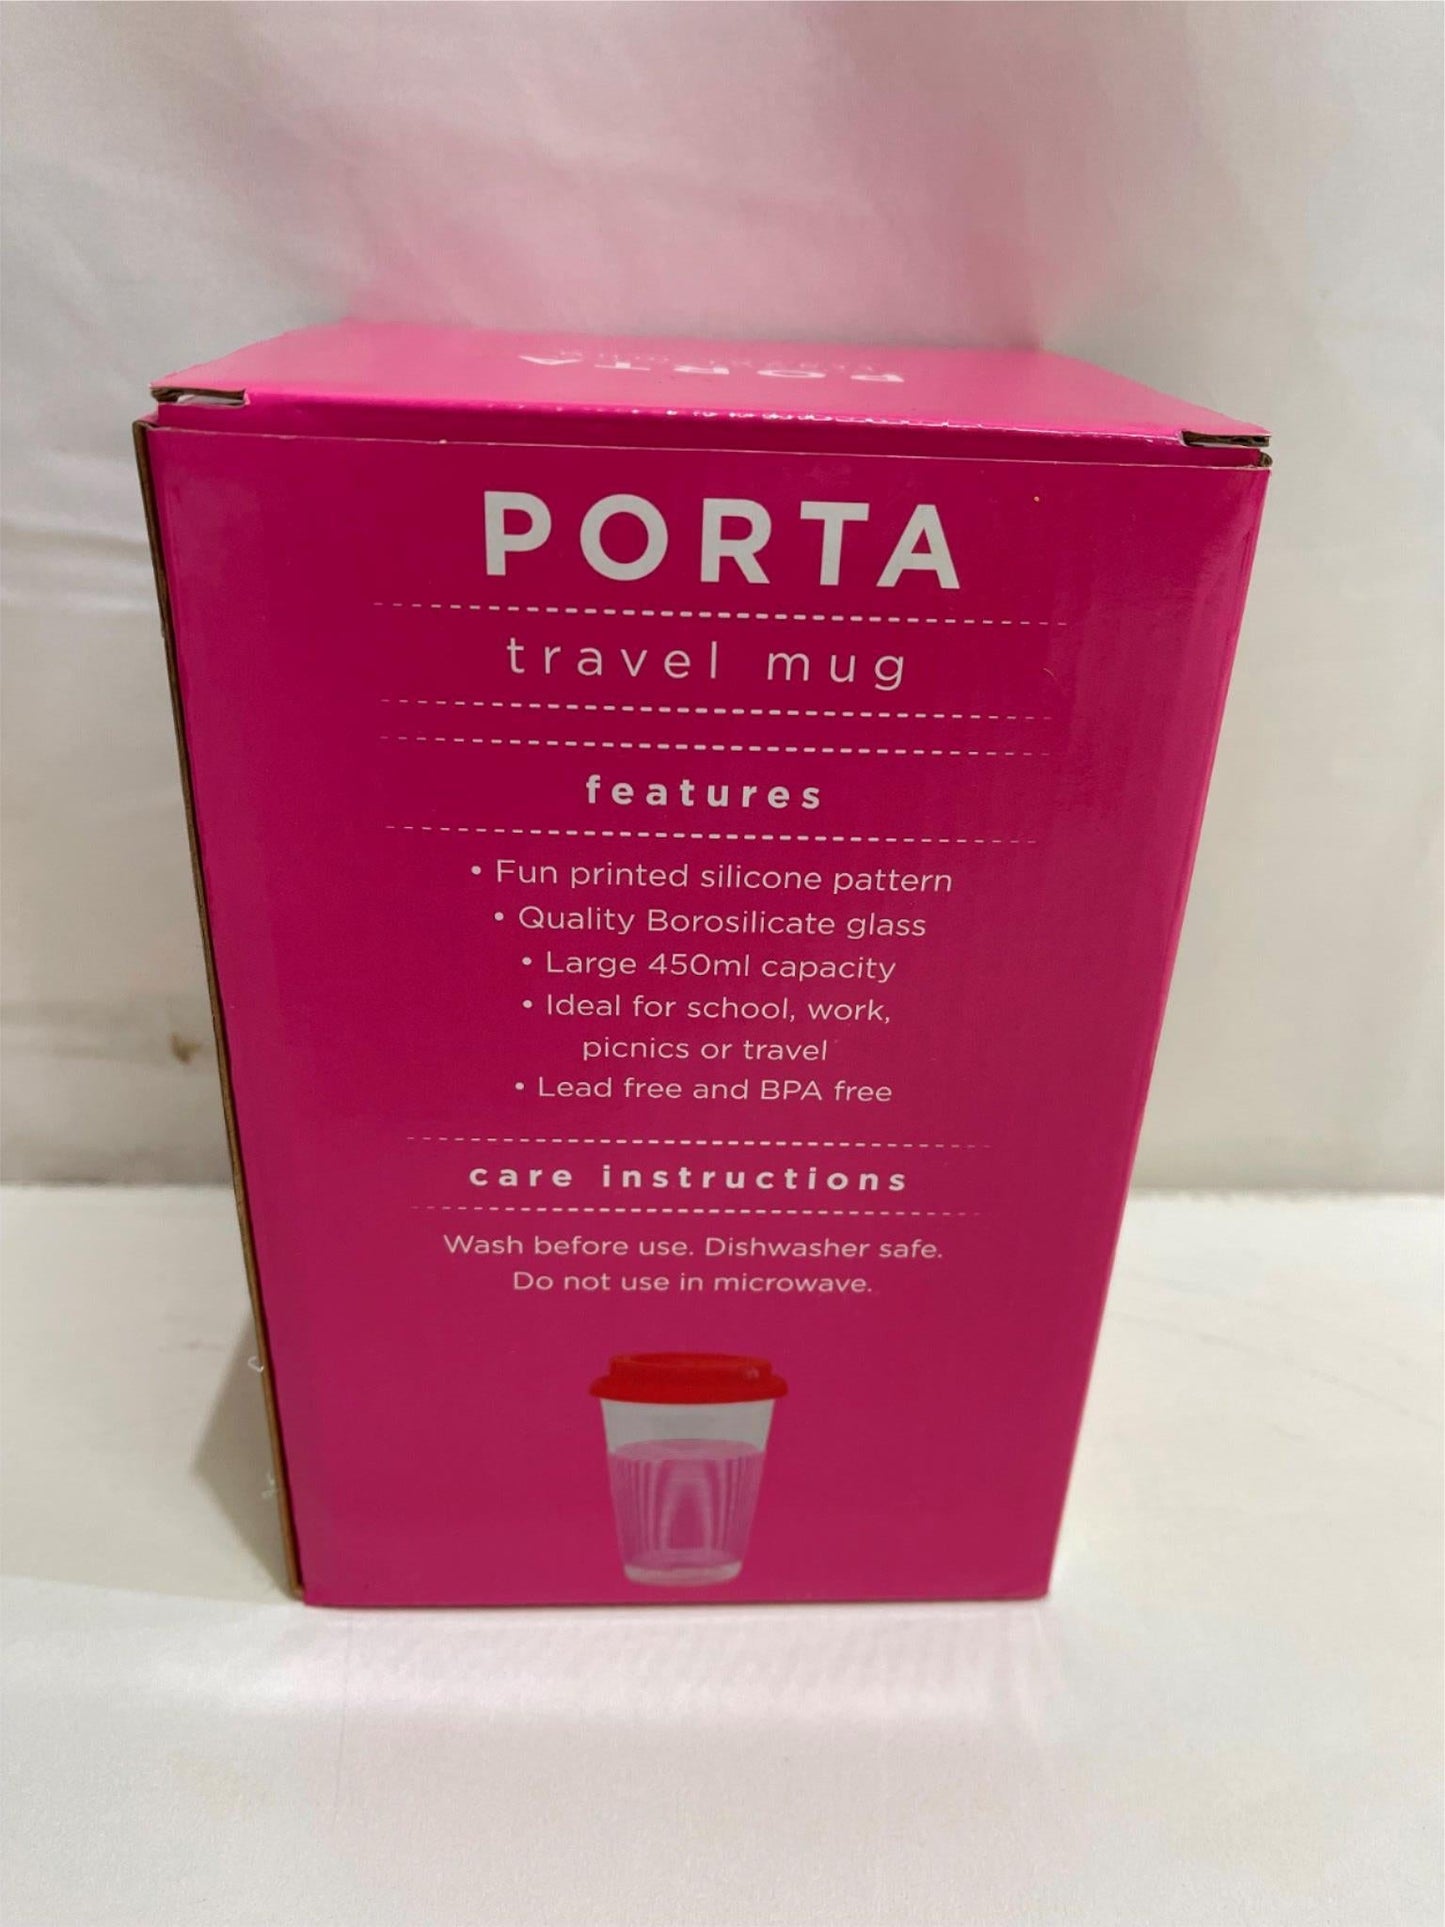 PORTA
PORTA
travel mug
features
• Fun printed silicone pattern
• Quality Borosilicate glass
• Large 450ml capacity
• Ideal for school, work,
picnics or travel
• Lead free and BPA free
care instructions
Wash before use. Dishwasher safe.
Do not use in microwave.